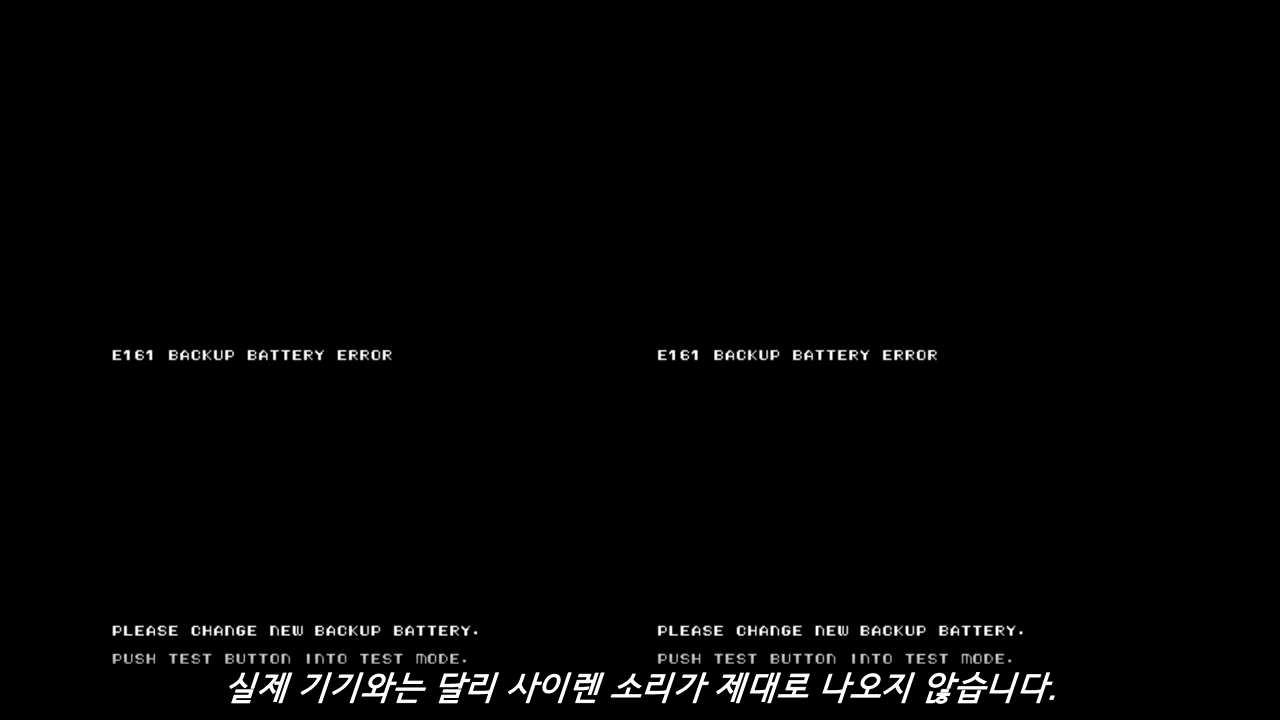 E161 BACKUP BATTERY ERROR
E161 BACKUP BATTERY ERROR
PLEASE CHANGE NEW BACKUP BATTERY.
PLEASE CHANGE NEW BACKUP BATTERY.
PUSH TEST BUTTON INTO TEST MODE.
PUSH TEST BUTTON INTO TEST MODE.
실제 기기와는 달리 사이렌 소리가 제대로 나오지 않습니다.